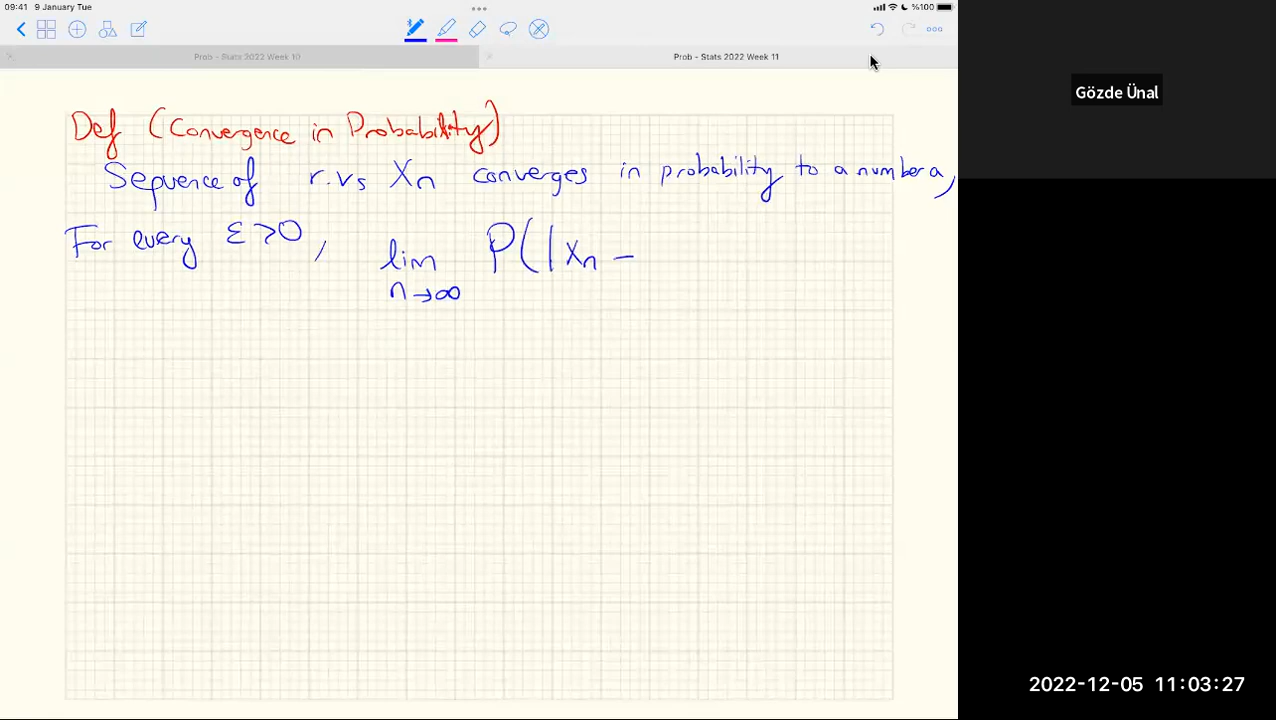 09:41 9 January Tue
%100
Prob - Stats 2022 Week 10
Prob - Stats 2022 Week 11
Gözde Ünal
Def (Convergence in Probability)
Sequence of r.vs Xn converges in probability to a number a,
For every ε > 0, lim P(|Xn -
n→∞
2022-12-05 11:03:27